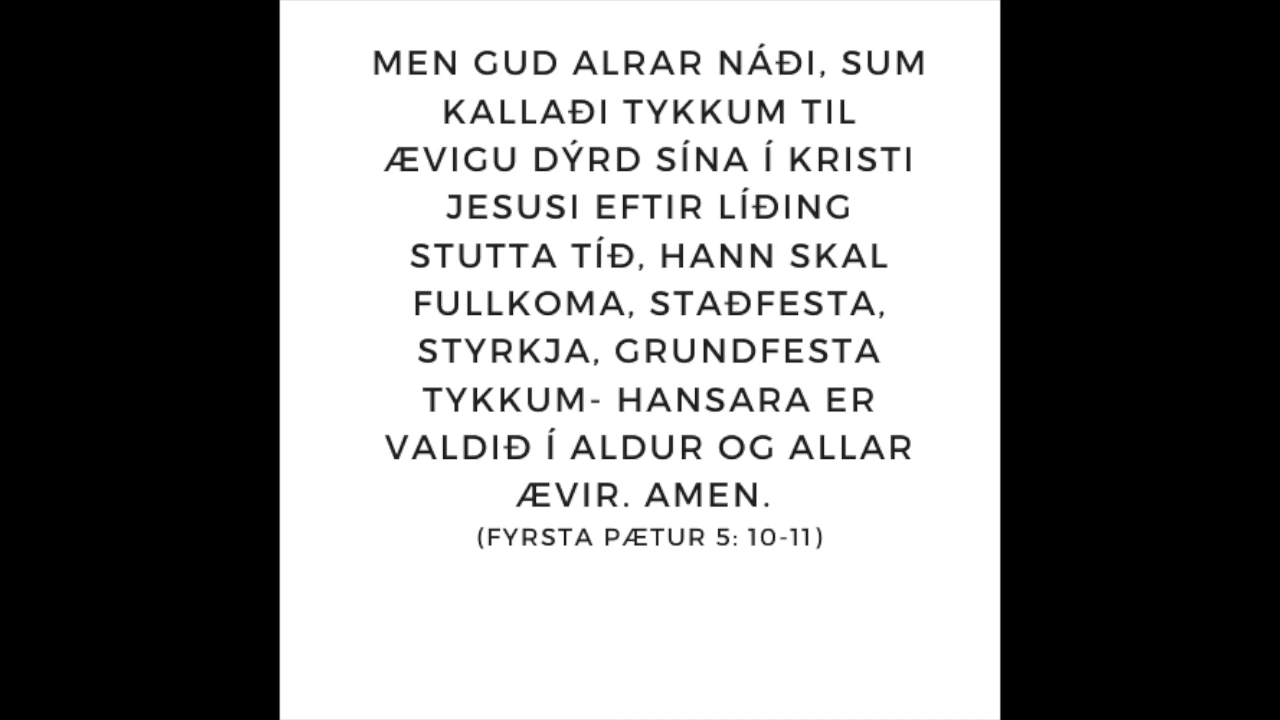 MEN GUD ALRAR NÁÐI, SUM
KALLAÐI TYKKUM TIL
ÆVIGU DÝRD SÍNA Í KRISTI
JESUSI EFTIR LÍÐING
STUTTA TÍÐ, HANN SKAL
FULLKOMA, STAÐFESTA,
STYRKJA, GRUNDFESTA
TYKKUM- HANSARA ER
VALDIÐ Í ALDUR OG ALLAR
ÆVIR. AMEN.
(FYRSTA PÆTUR 5: 10-11)